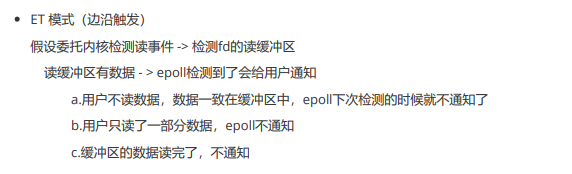 • ET 模式（边沿触发）
假设委托内核检测读事件 -> 检测fd的读缓冲区
读缓冲区有数据 - > epoll检测到了会给用户通知
a.用户不读数据，数据一致在缓冲区中，epoll下次检测的时候就不通知了
b.用户只读了一部分数据，epoll不通知
c.缓冲区的数据读完了，不通知